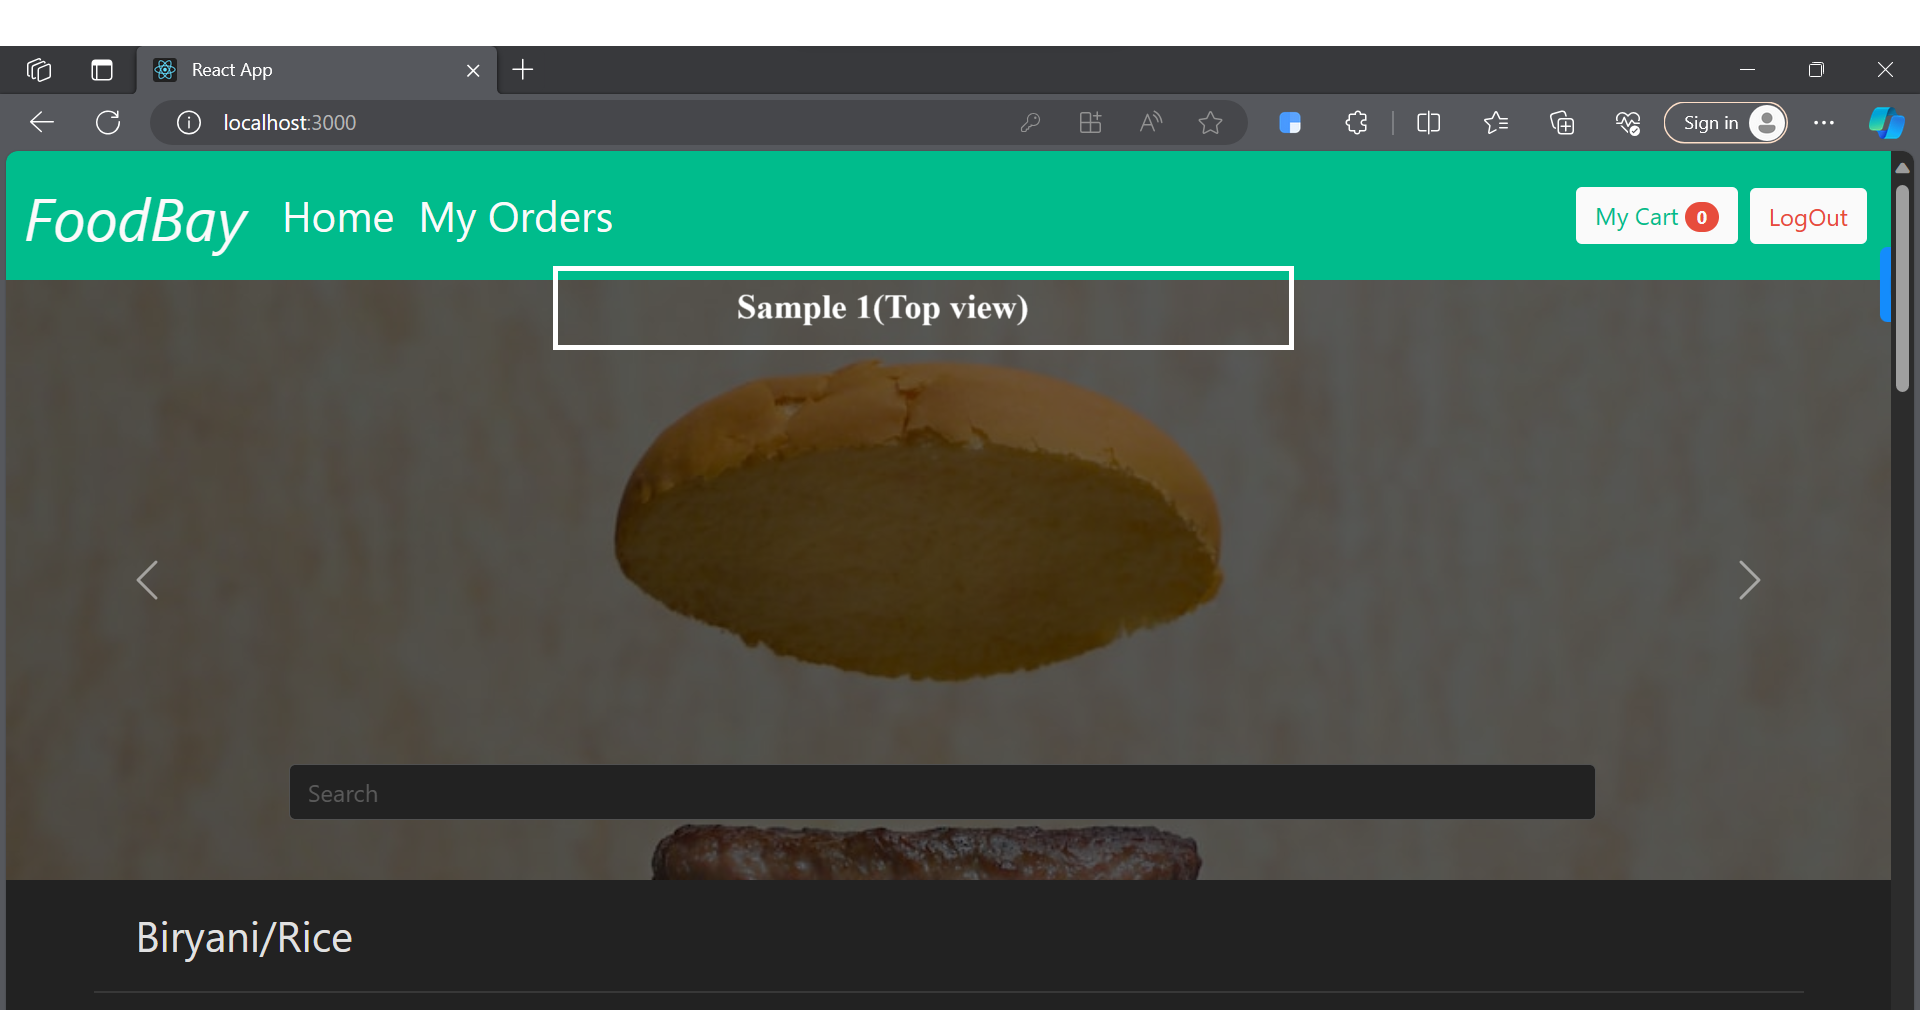 React App
localhost:3000
Sign in
FoodBay Home My Orders
My Cart 0 LogOut
Sample 1(Top view)
Search
Biryani/Rice